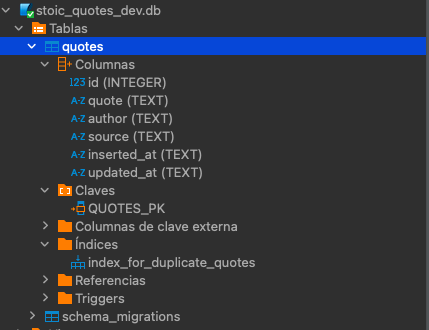 stoic_quotes_dev.db
Tablas
quotes
Columnas
123 id (INTEGER)
A-Z quote (TEXT)
A-Z author (TEXT)
A-Z source (TEXT)
A-Z inserted_at (TEXT)
A-Z updated_at (TEXT)
Claves
QUOTES_PK
Columnas de clave externa
Índices
index_for_duplicate_quotes
Referencias
Triggers
schema_migrations